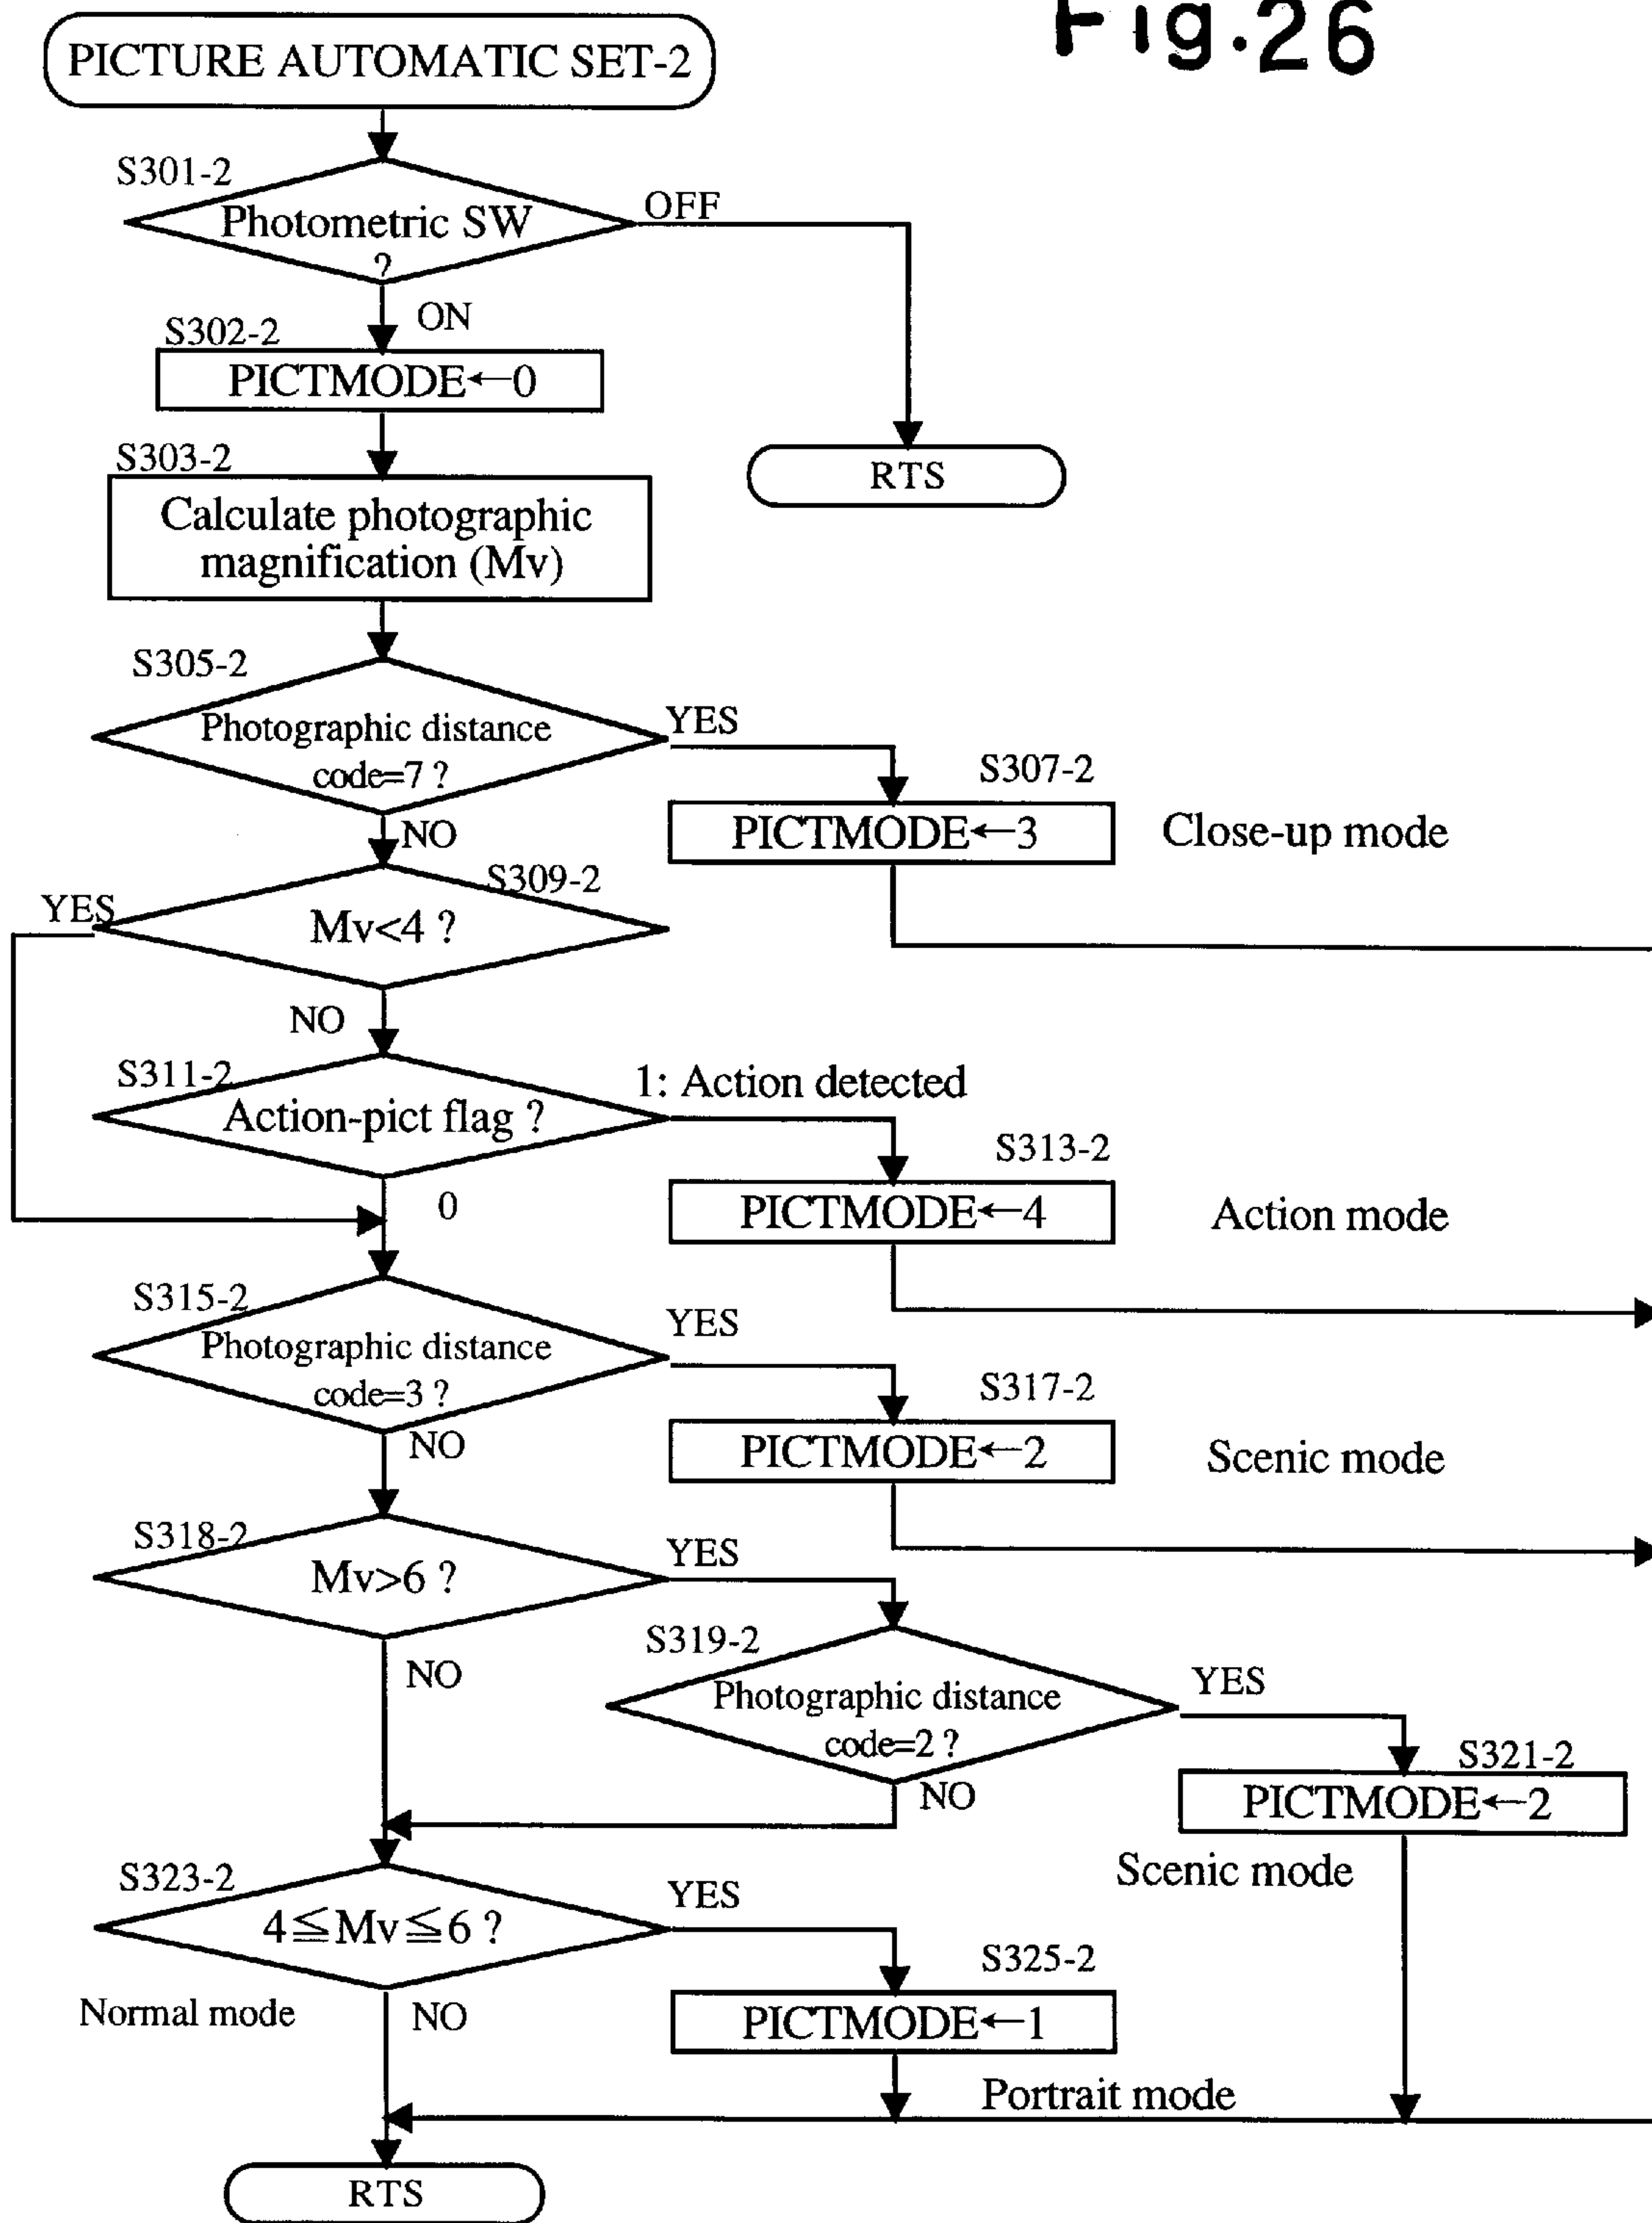 Fig.26
PICTURE AUTOMATIC SET-2
S301-2
Photometric SW
?
OFF
ON
S302-2
PICTMODE←0
RTS
S303-2
Calculate photographic
magnification (Mv)
S305-2
Photographic distance
code=7 ?
YES
S307-2
PICTMODE←3
Close-up mode
NO
S309-2
YES
Mv<4 ?
NO
S311-2
Action-pict flag ?
1: Action detected
S313-2
PICTMODE←4
Action mode
0
S315-2
Photographic distance
code=3 ?
YES
S317-2
PICTMODE←2
Scenic mode
NO
S318-2
Mv>6 ?
YES
NO
S319-2
Photographic distance
code=2 ?
YES
S321-2
PICTMODE←2
NO
Scenic mode
S323-2
4≦Mv≦6 ?
YES
S325-2
PICTMODE←1
Normal mode
NO
Portrait mode
RTS